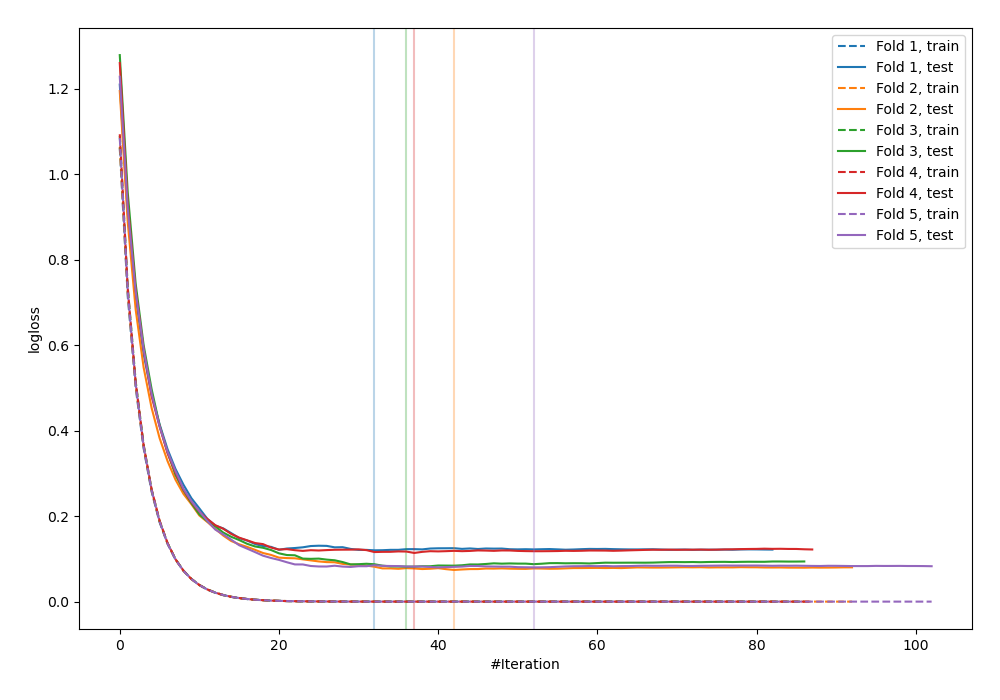 1.2
1.0
0.8
0.6
0.4
0.2
0.0
logloss
0
20
40
60
80
100
#Iteration
Fold 1, train
Fold 1, test
Fold 2, train
Fold 2, test
Fold 3, train
Fold 3, test
Fold 4, train
Fold 4, test
Fold 5, train
Fold 5, test